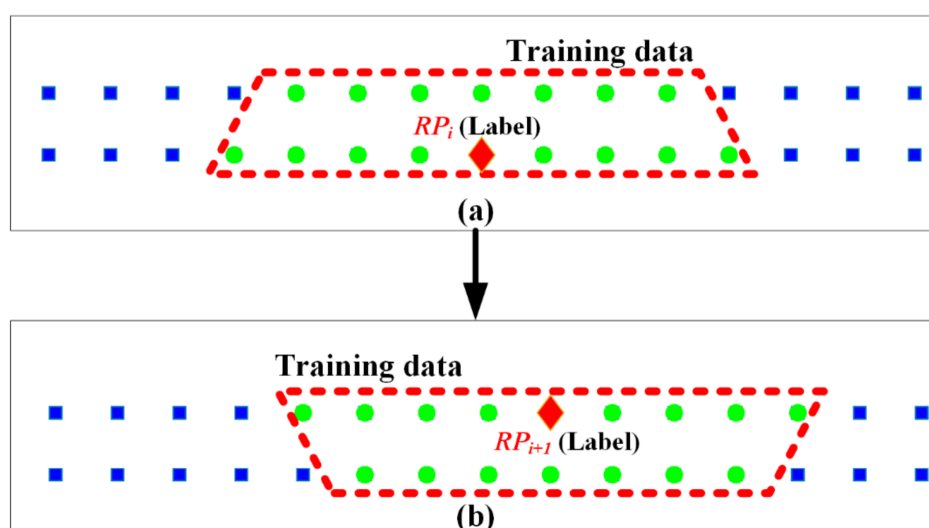 Training data
RPi (Label)
(a)
Training data
RPi+1 (Label)
(b)